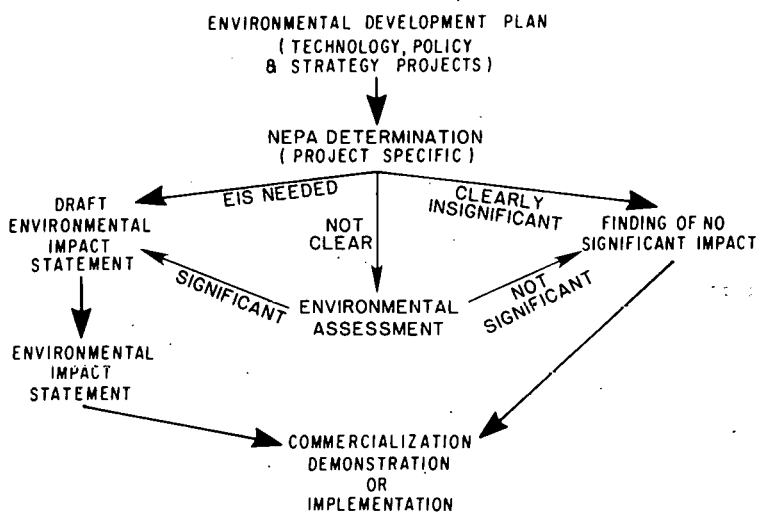 ENVIRONMENTAL DEVELOPMENT PLAN
(TECHNOLOGY, POLICY
& STRATEGY PROJECTS)
NEPA DETERMINATION
(PROJECT SPECIFIC)
EIS NEEDED
NOT
CLEAR
CLEARLY
INSIGNIFICANT
DRAFT
ENVIRONMENTAL
IMPACT
STATEMENT
FINDING OF NO
SIGNIFICANT IMPACT
SIGNIFICANT
ENVIRONMENTAL
ASSESSMENT
NOT
SIGNIFICANT
ENVIRONMENTAL
IMPACT
STATEMENT
COMMERCIALIZATION
DEMONSTRATION
OR
IMPLEMENTATION